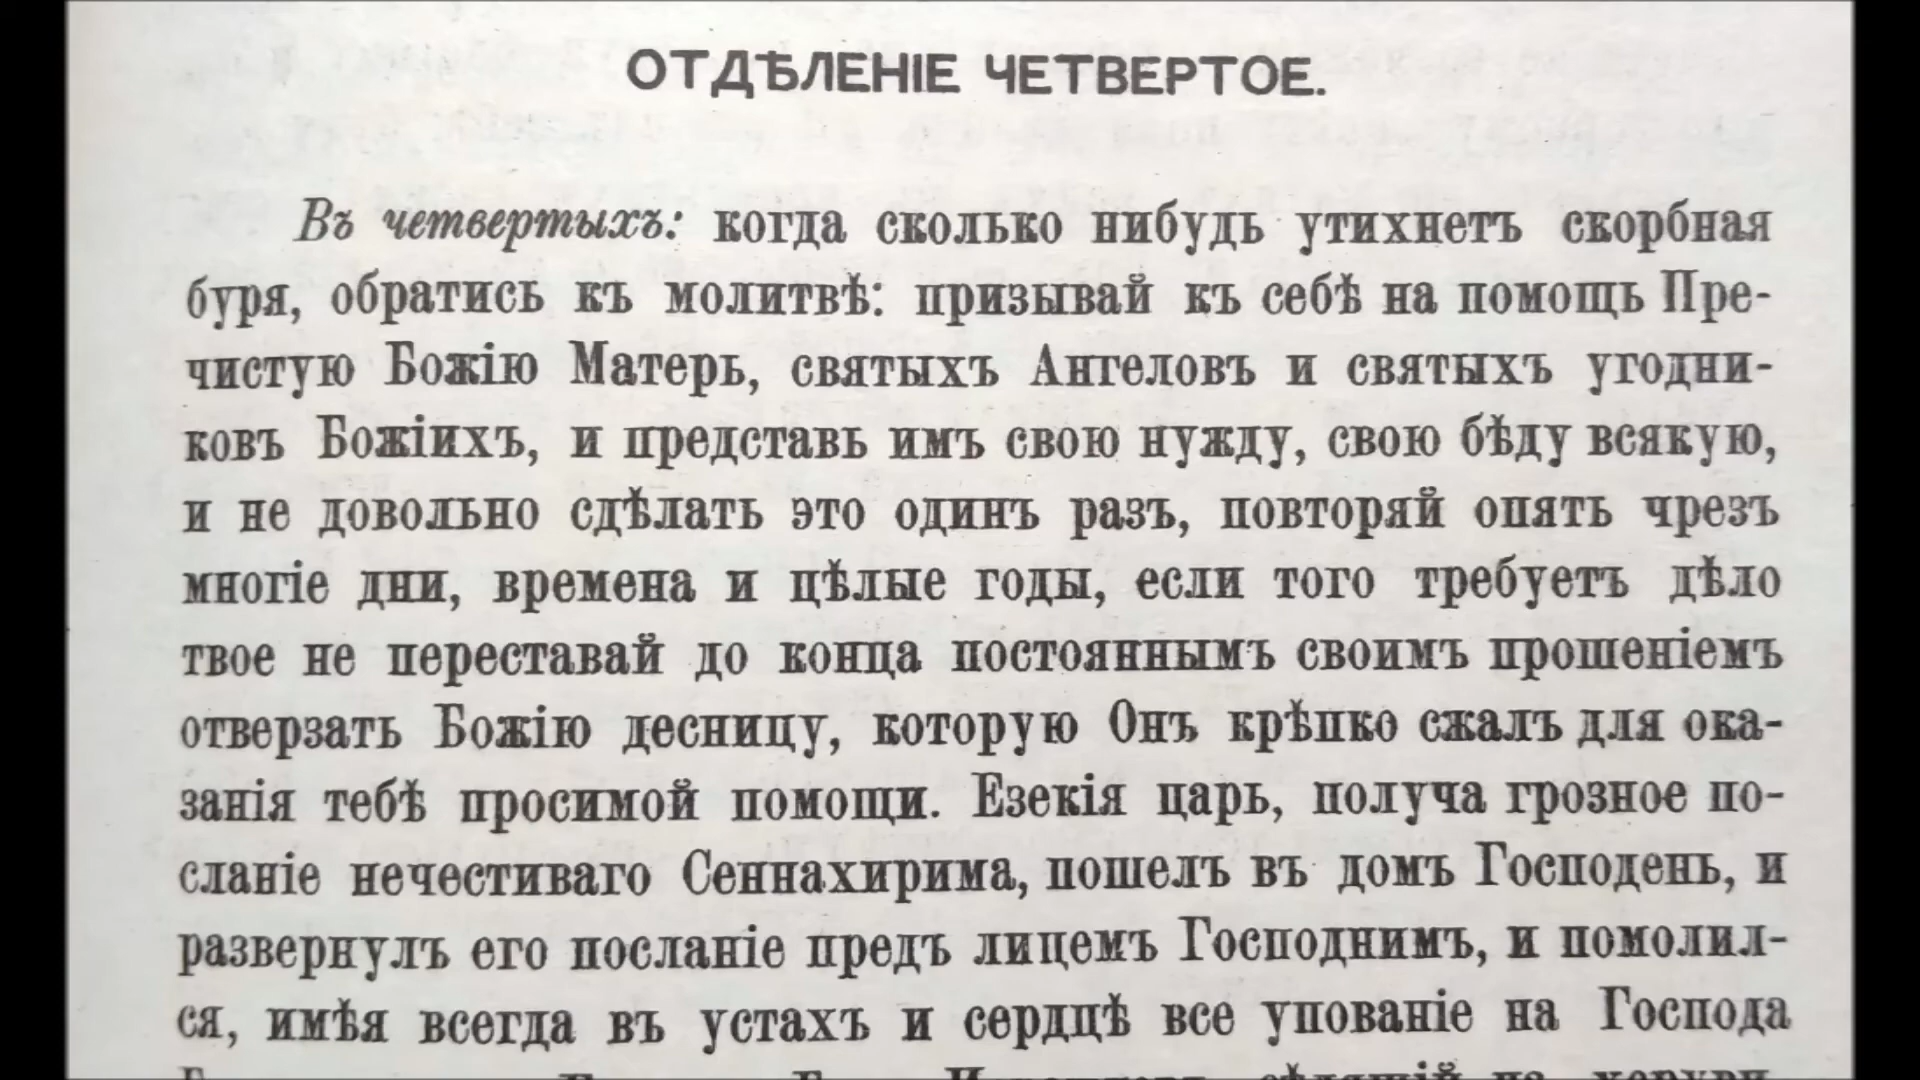 ОТДѢЛЕНІЕ ЧЕТВЕРТОЕ.
Въ четвертыхъ: когда сколько нибудь утихнетъ скорбная
буря, обратись къ молитвѣ: призывай къ себѣ на помощь Пре-
чистую Божію Матерь, святыхъ Ангеловъ и святыхъ угодни-
ковъ Божіихъ, и представь имъ свою нужду, свою бѣду всякую,
и не довольно сдѣлать это одинъ разъ, повторяй опять чрезъ
многіе дни, времена и цѣлые годы, если того требуетъ дѣло
твое не переставай до конца постояннымъ своимъ прошеніемъ
отверзать Божію десницу, которую Онъ крѣпко сжалъ для ока-
занія тебѣ просимой помощи. Езекія царь, получа грозное по-
сланіе нечестиваго Сеннахирима, пошелъ въ домъ Господень, и
развернулъ его посланіе предъ лицемъ Господнимъ, и помолил-
ся, имѣя всегда въ устахъ и сердцѣ все упованіе на Господа